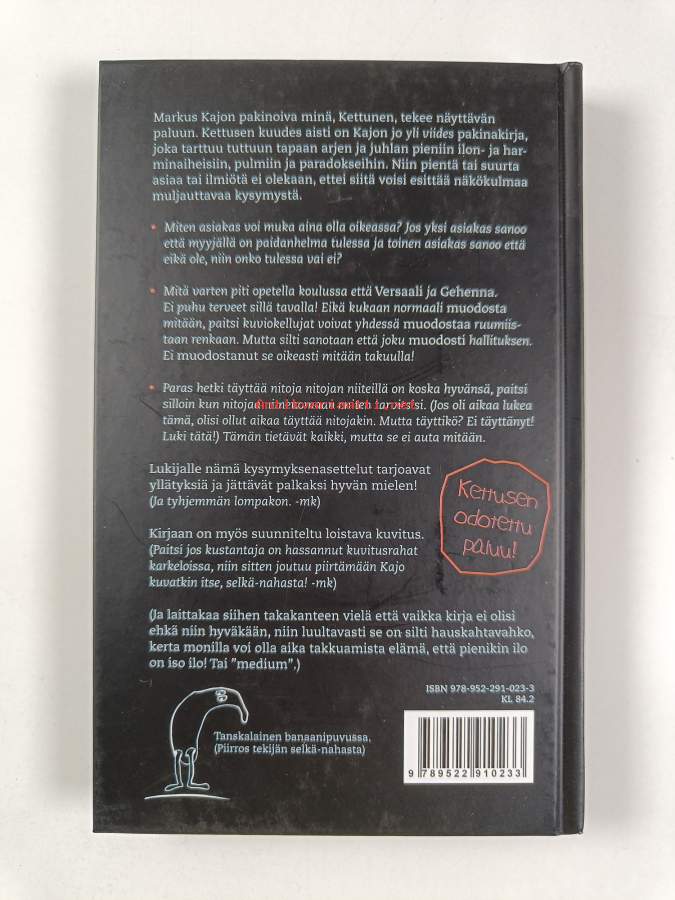 Markus Kajon pakinoiva minä, Kettunen, tekee näyttävän
paluun. Kettusen kuudes aisti on Kajon jo yli viides pakinakirja,
joka tarttuu tuttuun tapaan arjen ja juhlan pieniin ilon- ja har-
minaiheisiin, pulmiin ja paradokseihin. Niin pientä tai suurta
asiaa tai ilmiötä ei olekaan, ettei siitä voisi esittää näkökulmaa
muljauttavaa kysymystä.
• Miten asiakas voi muka aina olla oikeassa? Jos yksi asiakas sanoo
että myyjällä on paidanhelma tulessa ja toinen asiakas sanoo että
eikä ole, niin onko tulessa vai ei?
• Mitä varten piti opetella koulussa että Versaali ja Gehenna.
Ei puhu terveet sillä tavalla! Eikä kukaan normaali muodosta
mitään, paitsi kuviokellujat voivat yhdessä muodostaa ruumiis-
taan renkaan. Mutta silti sanotaan että joku muodosti hallituksen.
Ei muodostanut se oikeasti mitään takuulla!
• Paras hetki täyttää nitoja nitojan niiteillä on koska hyvänsä, paitsi
silloin kun nitojaa nimenomaan eniten tarvitsisi. (Jos oli aikaa lukea
tämä, olisi ollut aikaa täyttää nitojakin. Mutta täyttikö? Ei täyttänyt!
Luki tätä!) Tämän tietävät kaikki, mutta se ei auta mitään.
Lukijalle nämä kysymyksenasettelut tarjoavat
yllätyksiä ja jättävät palkaksi hyvän mielen!
(Ja tyhjemmän lompakon. -mk)
Kettusen
odotettu
paluu!
Kirjaan on myös suunniteltu loistava kuvitus.
(Paitsi jos kustantaja on hassannut kuvitusrahat
karkeloissa, niin sitten joutuu piirtämään Kajo
kuvatkin itse, selkä-nahasta! -mk)
(Ja laittakaa siihen takakanteen vielä että vaikka kirja ei olisi
ehkä niin hyväkään, niin luultavasti se on silti hauskahtavahko,
kerta monilla voi olla aika takkuamista elämä, että pienikin ilo
on iso ilo! Tai "medium".)
ISBN 978-952-291-023-3
KL 84.2
Tanskalainen banaanipuvussa.
(Piirros tekijän selkä-nahasta)
9 789522 910233